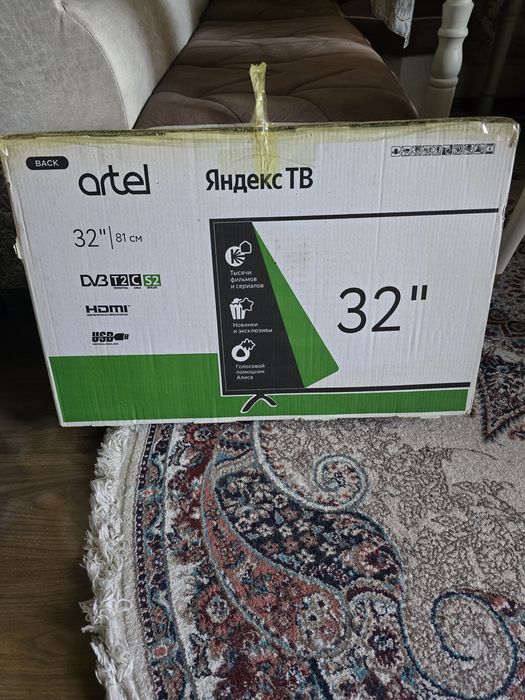 BACK
artel
Яндекс ТВ
32" | 81 см
DVB T2 C S2
HDMI
USB
Тысячи
фильмов
и сериалов
Новинки
и эксклюзивы
Голосовой
помощник
Алиса
32"